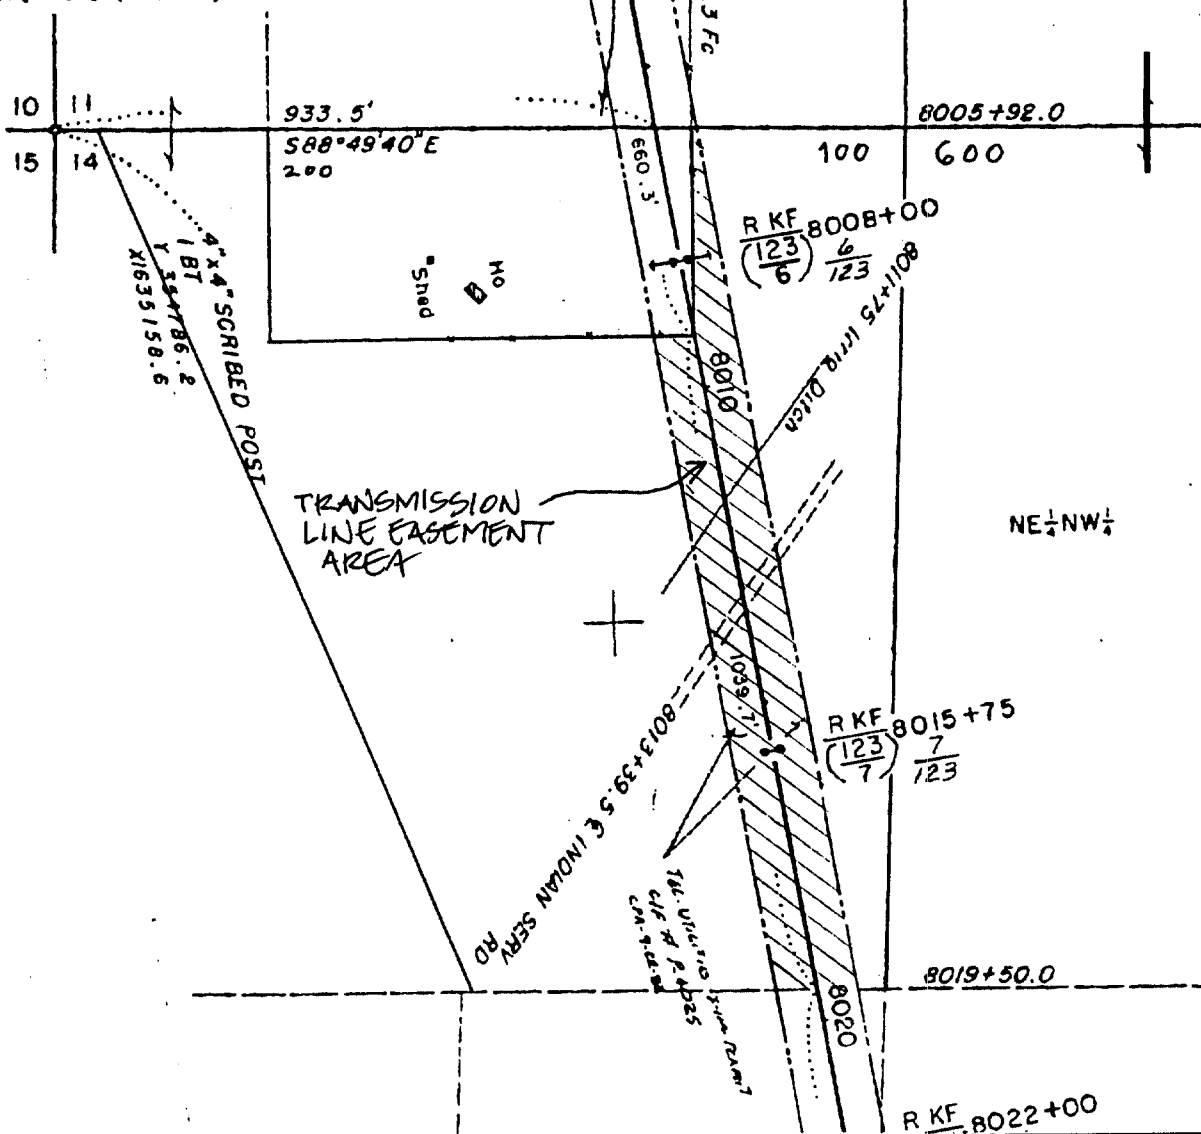 3 Fc
10 11
15 14
933.5'
S88°49'40"E
200
8005+92.0
100 600
660.3'
R KF
(123/6) 8008+00
6/123
8011+75 Irrig Ditch
4"x4" SCRIBED POST
1 BT
X1635158.6
Shed
Ho
8010
TRANSMISSION
LINE EASEMENT
AREA
NE¼NW¼
1039.7'
R KF
(123/7) 8015+75
7/123
8013+39.5 ℄ INDIAN SERV
RD
8019+50.0
8020
R KF
8022+00